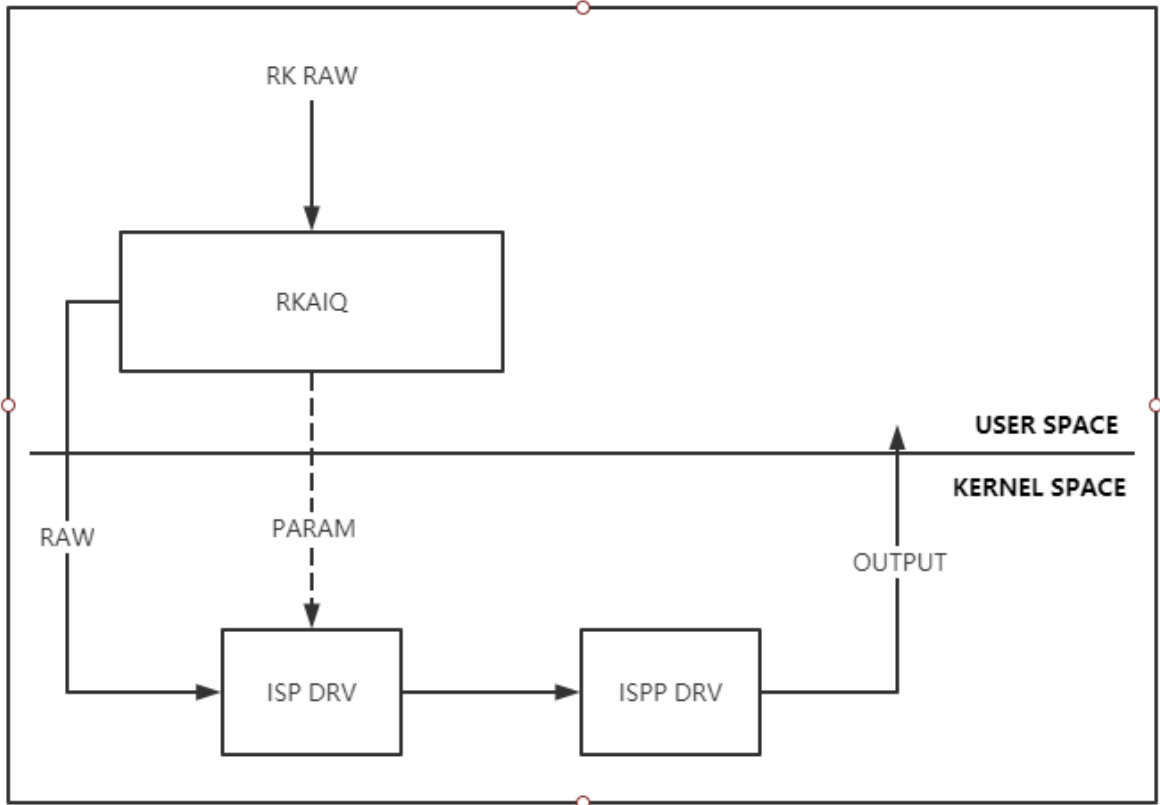 RK RAW
RKAIQ
USER SPACE
KERNEL SPACE
RAW
PARAM
OUTPUT
ISP DRV
ISPP DRV